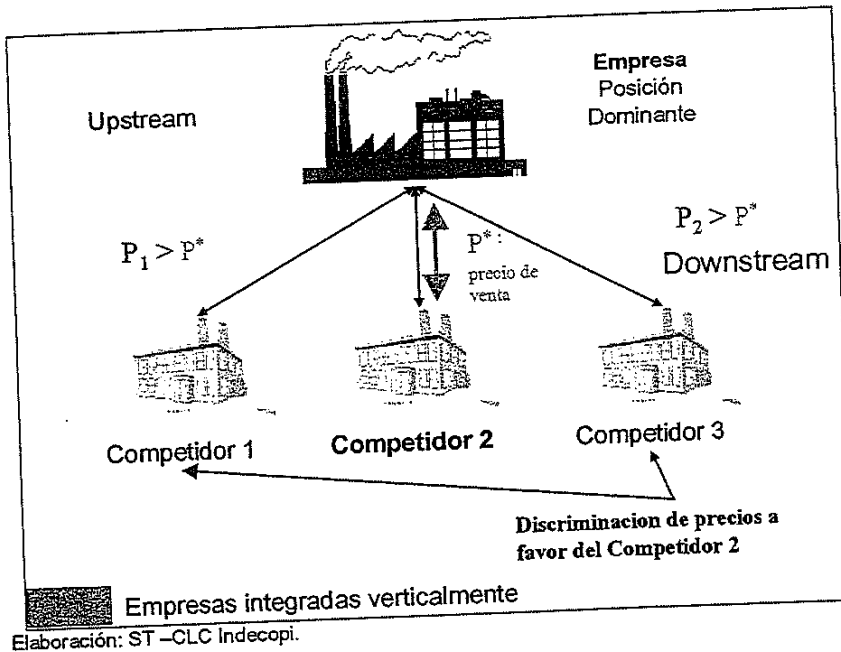 Upstream
Empresa
Posición
Dominante
P₁ > P*
P* :
precio de
venta
P₂ > P*
Downstream
Competidor 1
Competidor 2
Competidor 3
Discriminacion de precios a
favor del Competidor 2
Empresas integradas verticalmente
Elaboración: ST –CLC Indecopi.